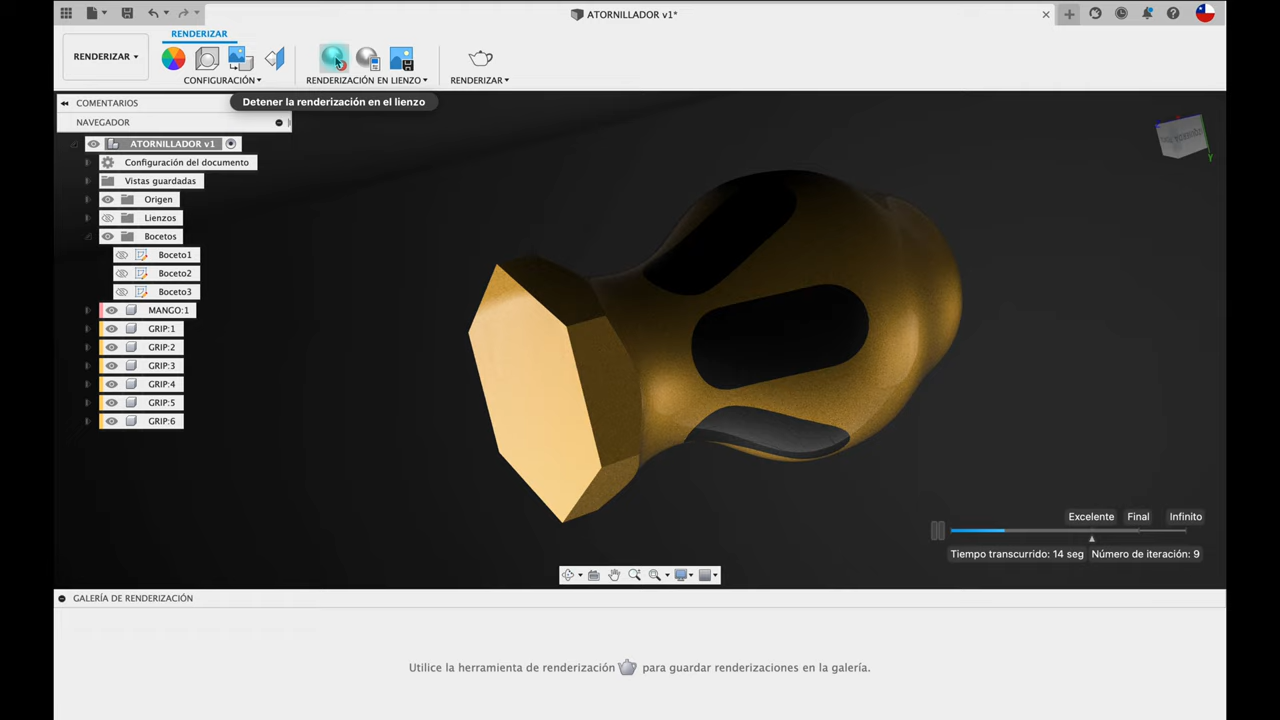 ATORNILLADOR v1*
RENDERIZAR
RENDERIZAR
CONFIGURACIÓN
RENDERIZACIÓN EN LIENZO
RENDERIZAR
Detener la renderización en el lienzo
COMENTARIOS
NAVEGADOR
ATORNILLADOR v1
Configuración del documento
Vistas guardadas
Origen
Lienzos
Bocetos
Boceto1
Boceto2
Boceto3
MANGO:1
GRIP:1
GRIP:2
GRIP:3
GRIP:4
GRIP:5
GRIP:6
Y
Excelente Final Infinito
Tiempo transcurrido: 14 seg Número de iteración: 9
GALERÍA DE RENDERIZACIÓN
Utilice la herramienta de renderización para guardar renderizaciones en la galería.